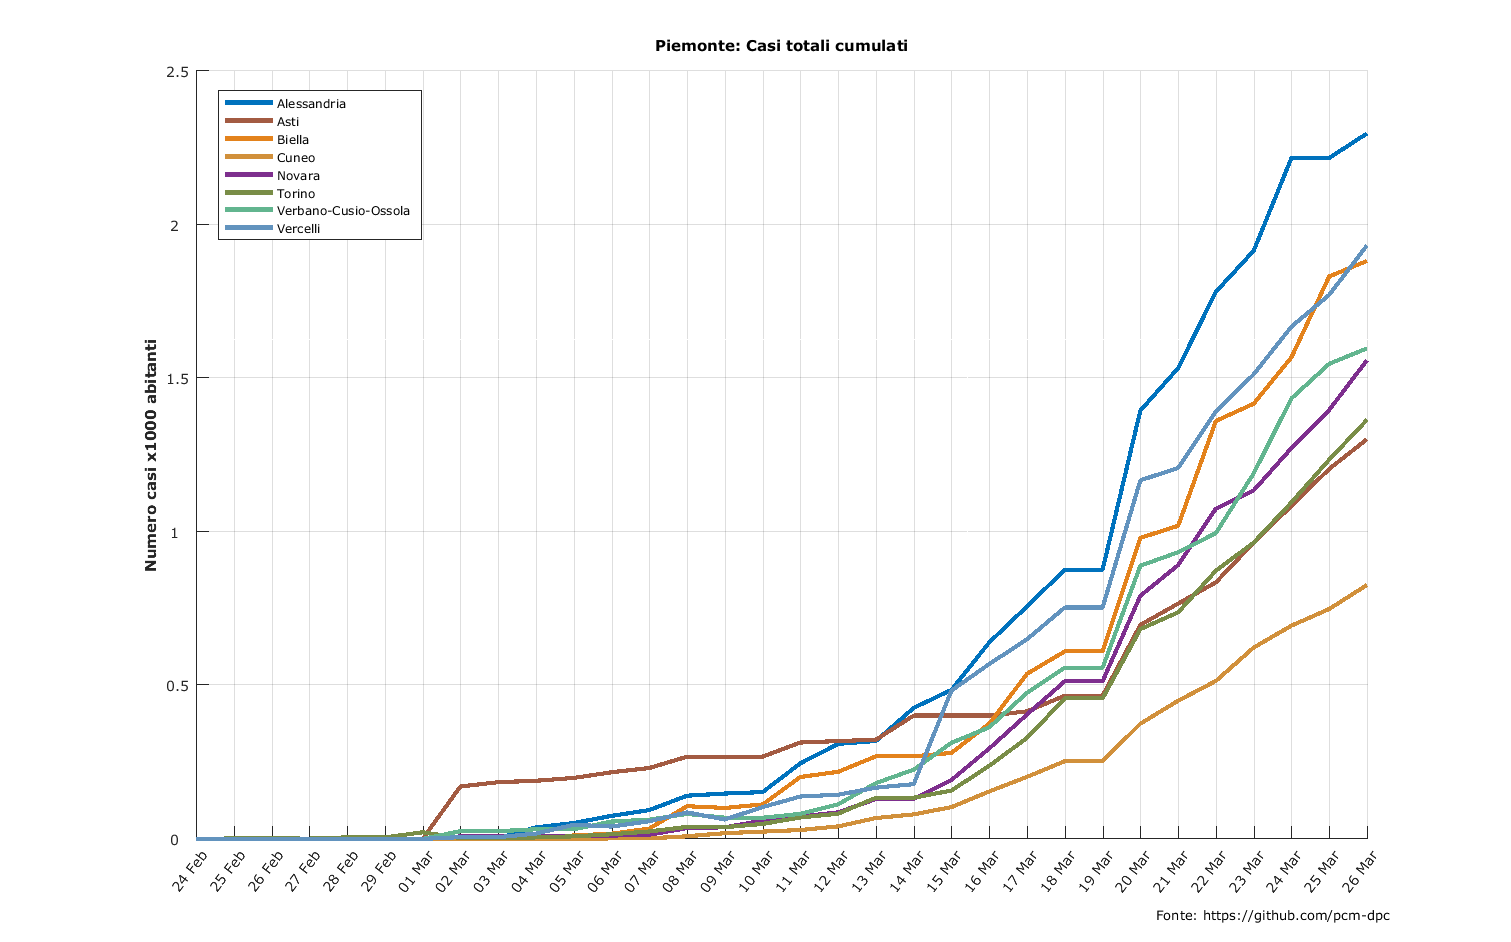 Piemonte: Casi totali cumulati
2.5
2
1.5
1
0.5
0
Numero casi x1000 abitanti
Alessandria
Asti
Biella
Cuneo
Novara
Torino
Verbano-Cusio-Ossola
Vercelli
24 Feb
25 Feb
26 Feb
27 Feb
28 Feb
29 Feb
01 Mar
02 Mar
03 Mar
04 Mar
05 Mar
06 Mar
07 Mar
08 Mar
09 Mar
10 Mar
11 Mar
12 Mar
13 Mar
14 Mar
15 Mar
16 Mar
17 Mar
18 Mar
19 Mar
20 Mar
21 Mar
22 Mar
23 Mar
24 Mar
25 Mar
26 Mar
Fonte: https://github.com/pcm-dpc